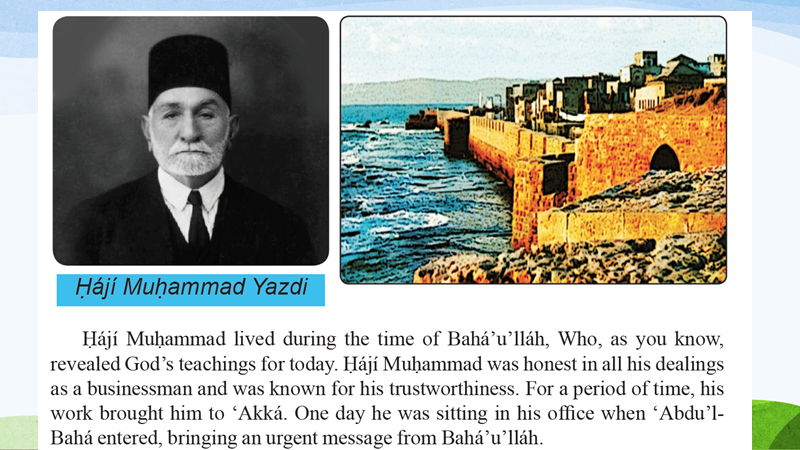 Ḥájí Muḥammad Yazdi
Ḥájí Muḥammad lived during the time of Bahá’u’lláh, Who, as you know,
revealed God’s teachings for today. Ḥájí Muḥammad was honest in all his dealings
as a businessman and was known for his trustworthiness. For a period of time, his
work brought him to ‘Akká. One day he was sitting in his office when ‘Abdu’l-
Bahá entered, bringing an urgent message from Bahá’u’lláh.